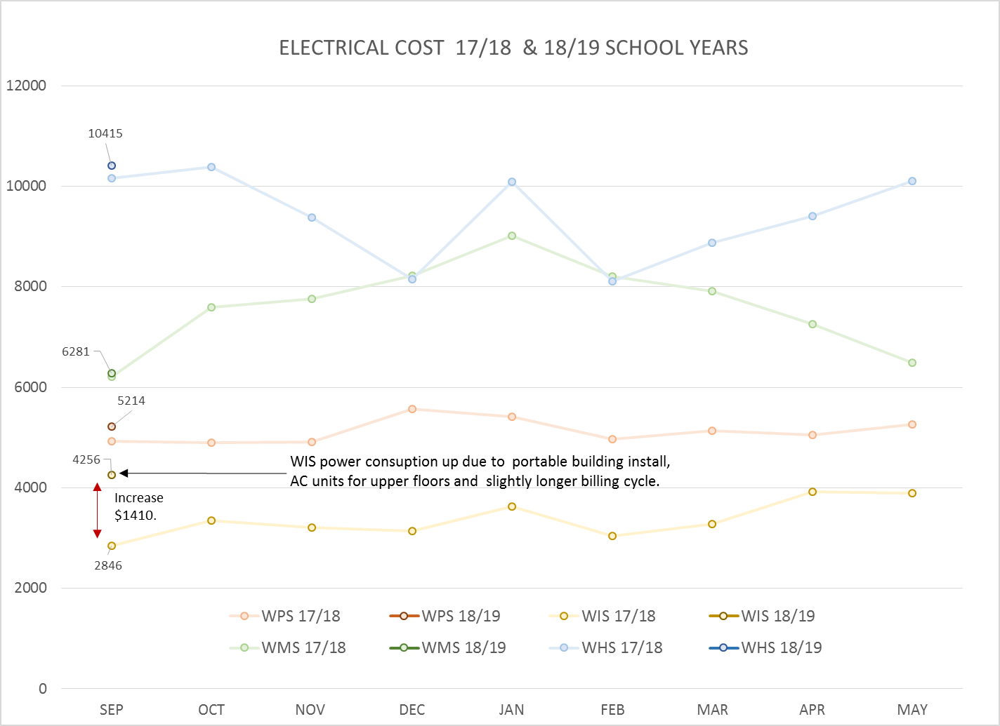 ELECTRICAL COST 17/18 & 18/19 SCHOOL YEARS
12000
10415
10000
8000
6281
6000
5214
4256
WIS power consuption up due to portable building install,
AC units for upper floors and slightly longer billing cycle.
4000
Increase
$1410.
2846
2000
WPS 17/18 WPS 18/19 WIS 17/18 WIS 18/19
WMS 17/18 WMS 18/19 WHS 17/18 WHS 18/19
0
SEP OCT NOV DEC JAN FEB MAR APR MAY